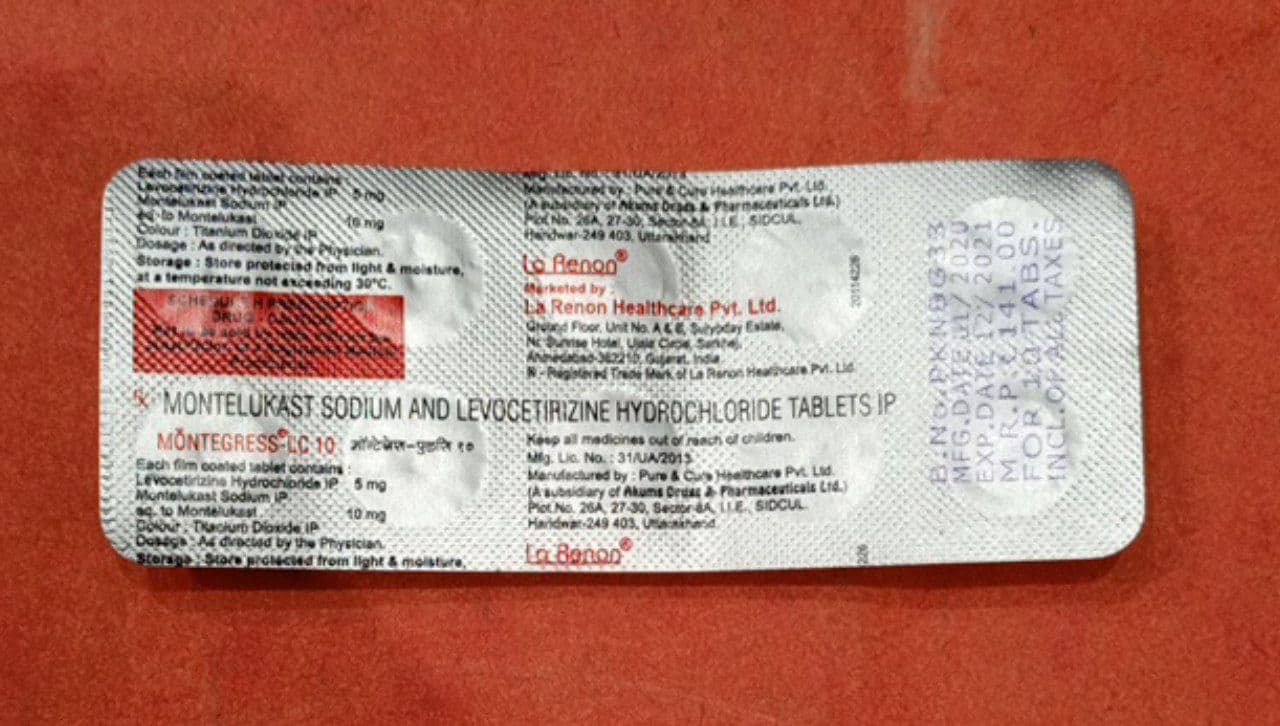 Each film coated tablet contains
Levocetirizine Hydrochloride IP 5 mg
Montelukast Sodium IP
eq. to Montelukast 10 mg
Colour : Titanium Dioxide IP
Dosage : As directed by the Physician.
Storage : Store protected from light & moisture,
at a temperature not exceeding 30°C.
SCHEDULE H
DRUG
Manufactured by : Pure & Cure Healthcare Pvt. Ltd.
(A subsidiary of Akums Drugs & Pharmaceuticals Ltd.)
Plot No. 26A, 27-30, Sector-8A, I.I.E., SIDCUL,
Haridwar-249 403, Uttarakhand
La Renon®
Marketed by :
La Renon Healthcare Pvt. Ltd.
Ground Floor, Unit No. A & E, Suryoday Estate,
Nr. Sunrise Hotel, Ujala Circle, Sarkhej,
Ahmedabad-382210, Gujarat, India
® - Registered Trade Mark of La Renon Healthcare Pvt. Ltd.
20114226
Rx MONTELUKAST SODIUM AND LEVOCETIRIZINE HYDROCHLORIDE TABLETS IP
MONTEGRESS® LC 10
Each film coated tablet contains :
Levocetirizine Hydrochloride IP 5 mg
Montelukast Sodium IP
eq. to Montelukast 10 mg
Colour : Titanium Dioxide IP
Dosage : As directed by the Physician.
Storage : Store protected from light & moisture,
Keep all medicines out of reach of children.
Mfg. Lic. No. : 31/UA/2013
Manufactured by : Pure & Cure Healthcare Pvt. Ltd.
(A subsidiary of Akums Drugs & Pharmaceuticals Ltd.)
Plot No. 26A, 27-30, Sector-8A, I.I.E., SIDCUL,
Haridwar-249 403, Uttarakhand
La Renon®
B.No.PKNBG33
MFG.DATE 01/2020
EXP.DATE 12/2021
M.R.P.₹ 141.00
FOR 10 TABS.
INCL.OF ALL TAXES